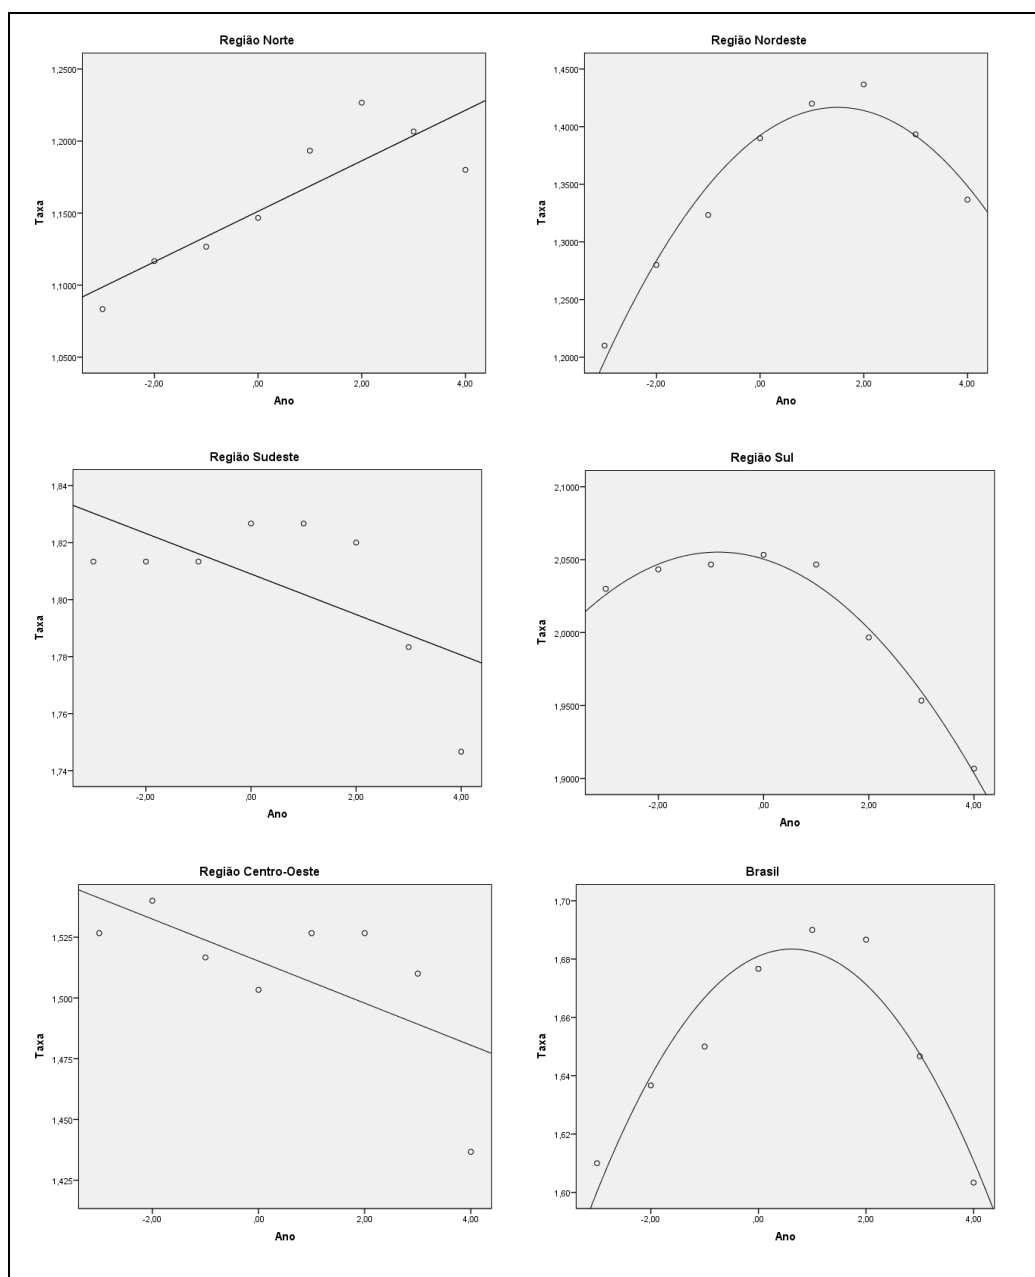 Região Norte
1,2500
1,2000
1,1500
1,1000
1,0500
Taxa
-2,00 ,00 2,00 4,00
Ano
Região Nordeste
1,4500
1,4000
1,3500
1,3000
1,2500
1,2000
Taxa
-2,00 ,00 2,00 4,00
Ano
Região Sudeste
1,84
1,82
1,80
1,78
1,76
1,74
Taxa
-2,00 ,00 2,00 4,00
Ano
Região Sul
2,1000
2,0500
2,0000
1,9500
1,9000
Taxa
-2,00 ,00 2,00 4,00
Ano
Região Centro-Oeste
1,525
1,500
1,475
1,450
1,425
Taxa
-2,00 ,00 2,00 4,00
Ano
Brasil
1,70
1,68
1,66
1,64
1,62
1,60
Taxa
-2,00 ,00 2,00 4,00
Ano